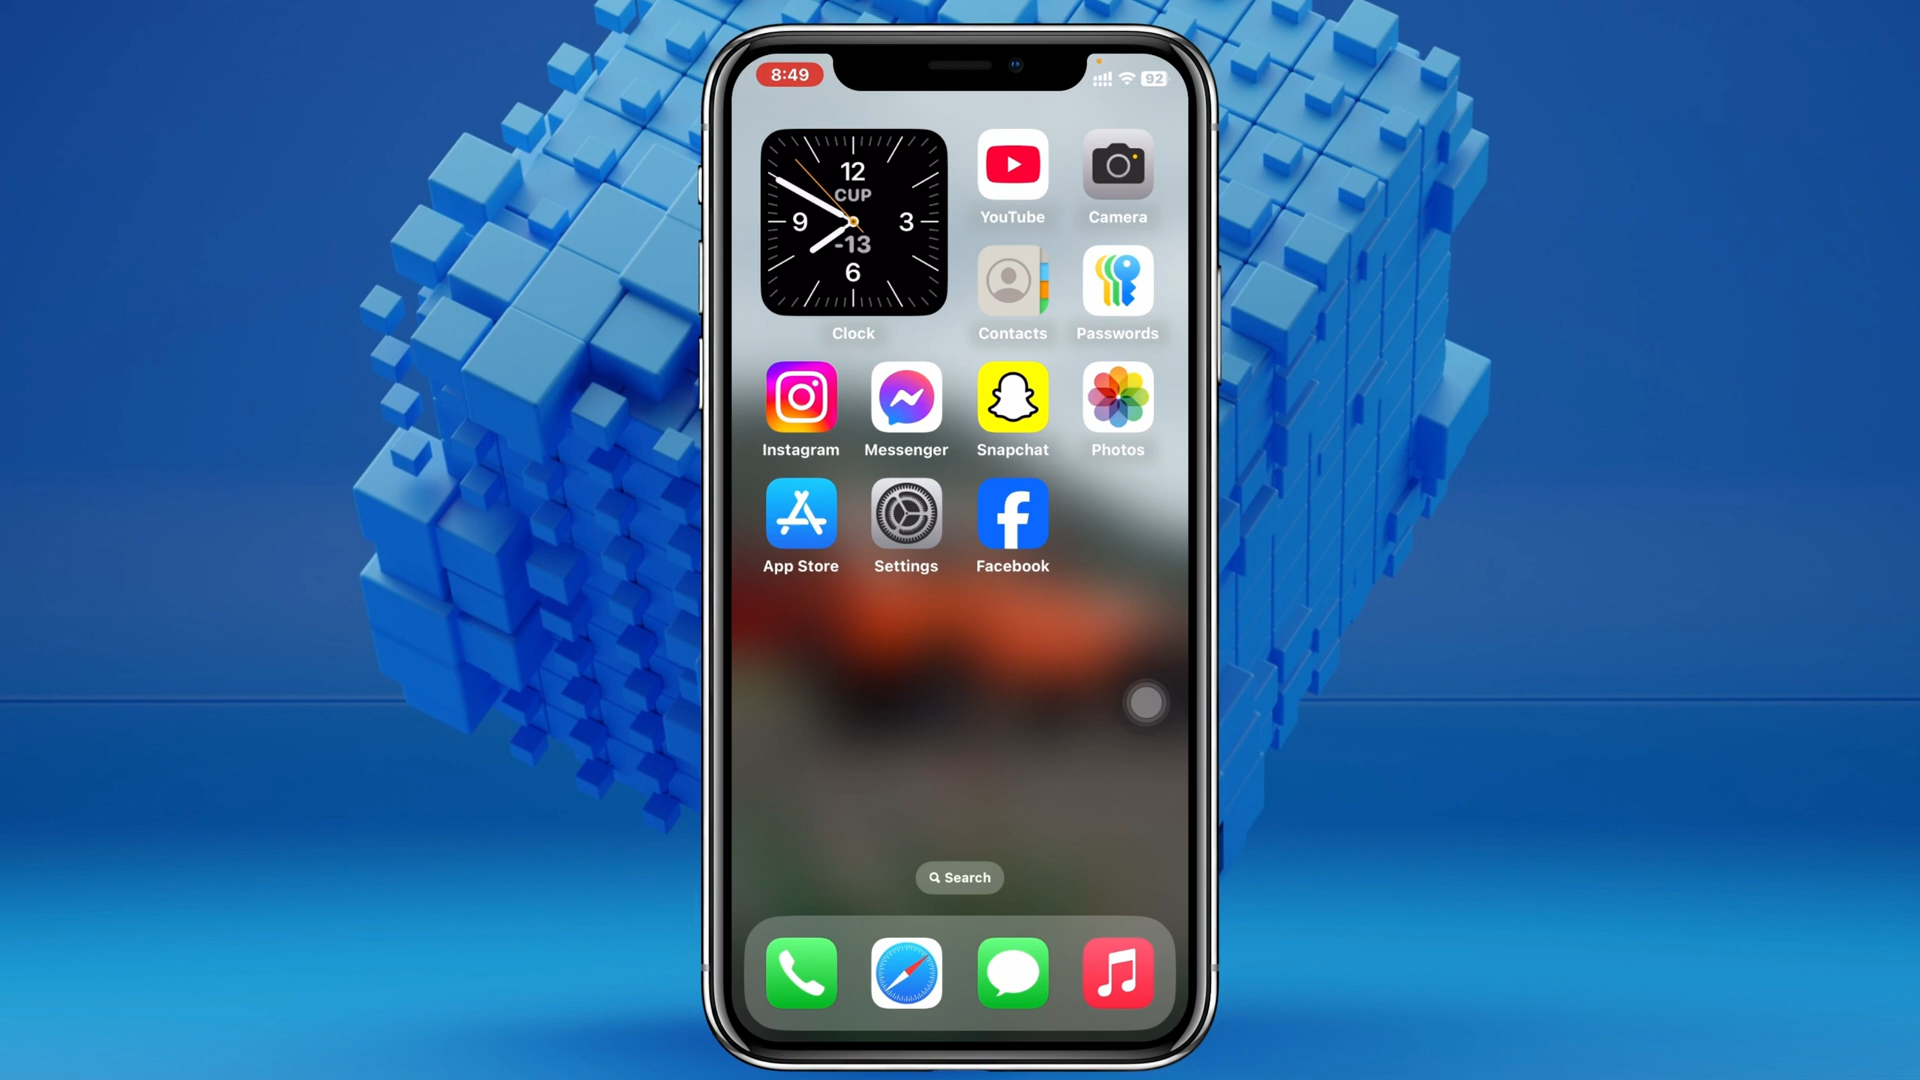 8:49
92
12
CUP
9
3
-13
6
Clock
YouTube
Camera
Contacts
Passwords
Instagram
Messenger
Snapchat
Photos
App Store
Settings
Facebook
Search